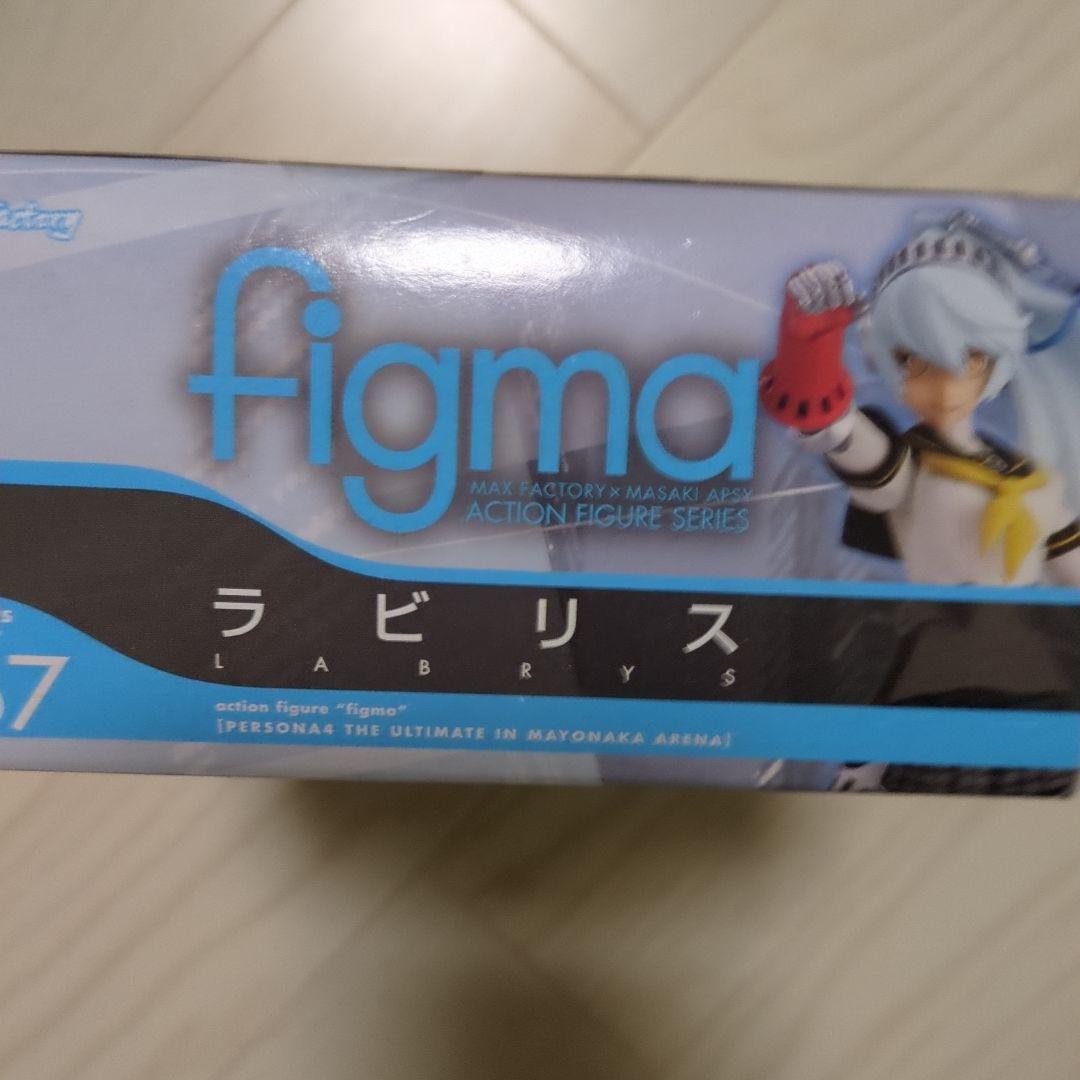 figma
MAX FACTORY×MASAKI APSY
ACTION FIGURE SERIES
ラビリス
LABRYS
action figure "figma"
[PERSONA4 THE ULTIMATE IN MAYONAKA ARENA]